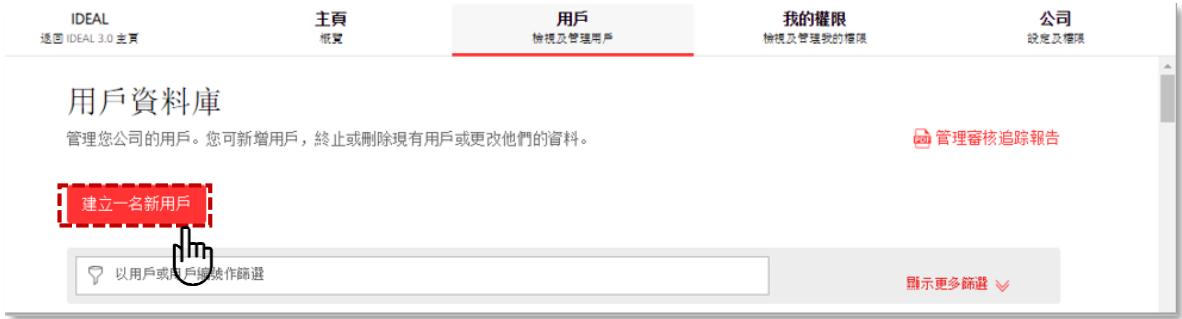 IDEAL
返回 IDEAL 3.0 主頁
主頁
概覽
用戶
檢視及管理用戶
我的權限
檢視及管理我的權限
公司
設定及權限
用戶資料庫
管理您公司的用戶。您可新增用戶，終止或刪除現有用戶或更改他們的資料。
PDF 管理審核追踪報告
建立一名新用戶
以用戶或用戶編號作篩選
顯示更多篩選